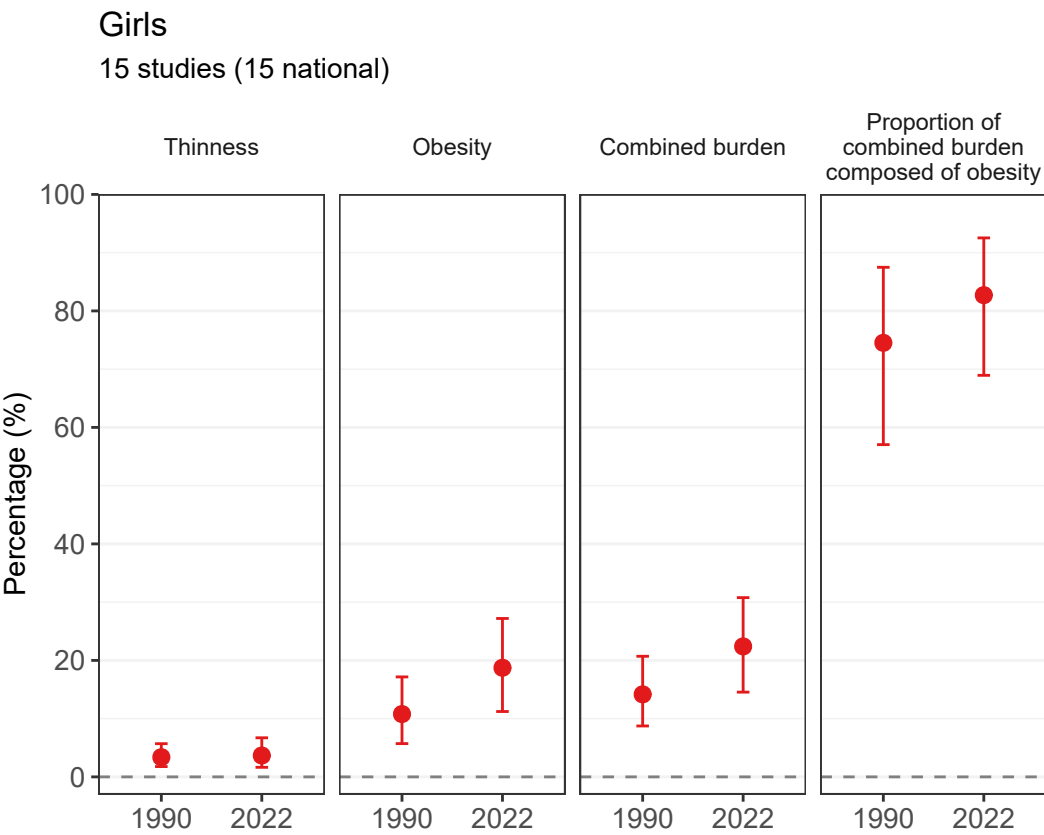 Girls
15 studies (15 national)
Thinness
Obesity
Combined burden
Proportion of
combined burden
composed of obesity
Percentage (%)
100
80
60
40
20
0
1990 2022 1990 2022 1990 2022 1990 2022